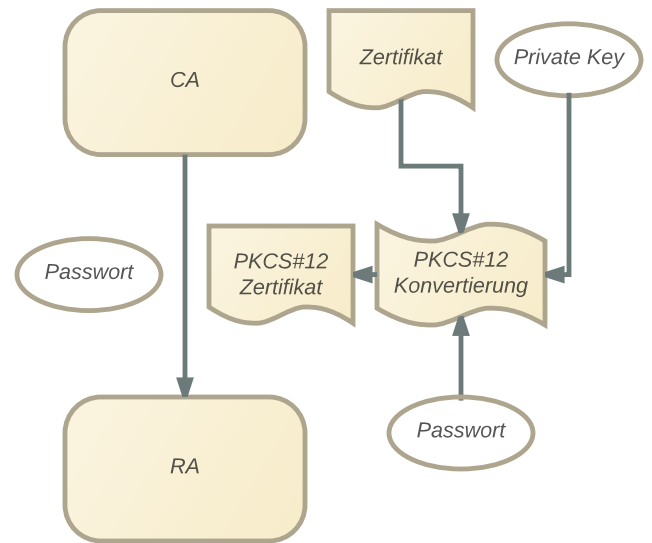 CA
Zertifikat
Private Key
Passwort
PKCS#12
Zertifikat
PKCS#12
Konvertierung
Passwort
RA